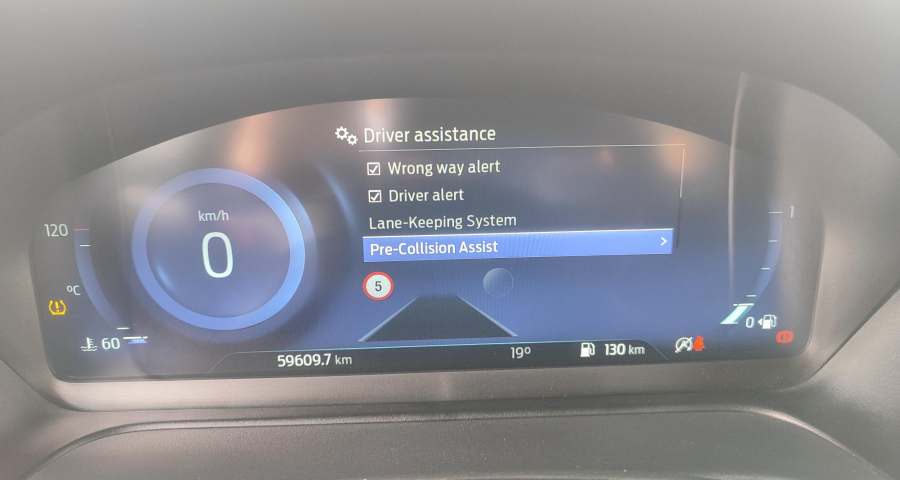 Driver assistance
Wrong way alert
Driver alert
Lane-Keeping System
Pre-Collision Assist
km/h
0
120
°C
60
5
1
0
59609.7 km
19°
130 km